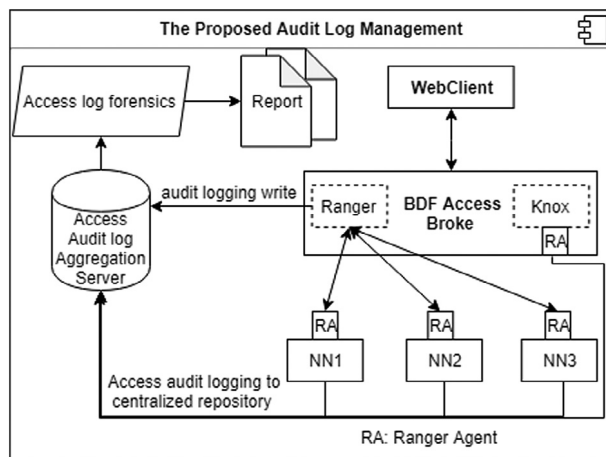 The Proposed Audit Log Management
Access log forensics
Report
WebClient
audit logging write
Ranger
BDF Access
Broke
Knox
RA
Access
Audit log
Aggregation
Server
RA
RA
RA
NN1
NN2
NN3
Access audit logging to
centralized repository
RA: Ranger Agent